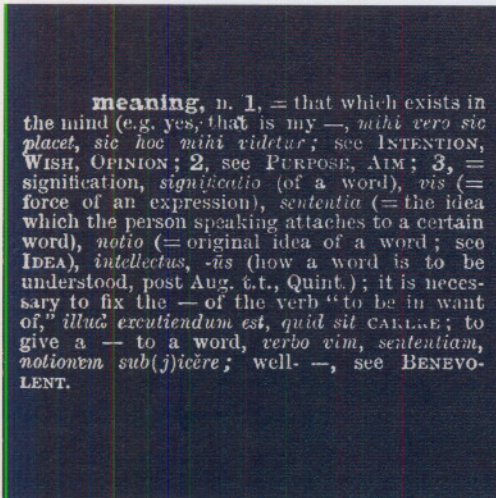 meaning, n. 1, = that which exists in
the mind (e.g. yes, that is my —, mihi vero sic
placet, sic hoc mihi videtur; see INTENTION,
WISH, OPINION; 2, see PURPOSE, AIM; 3, =
signification, significatio (of a word), vis (=
force of an expression), sententia (= the idea
which the person speaking attaches to a certain
word), notio (= original idea of a word; see
IDEA), intellectus, -ūs (how a word is to be
understood, post Aug. t.t., Quint.); it is neces-
sary to fix the — of the verb “to be in want
of,” illud excutiendum est, quid sit CARERE; to
give a — to a word, verbo vim, sententiam,
notionem sub(j)icĕre; well- —, see BENEVO-
LENT.